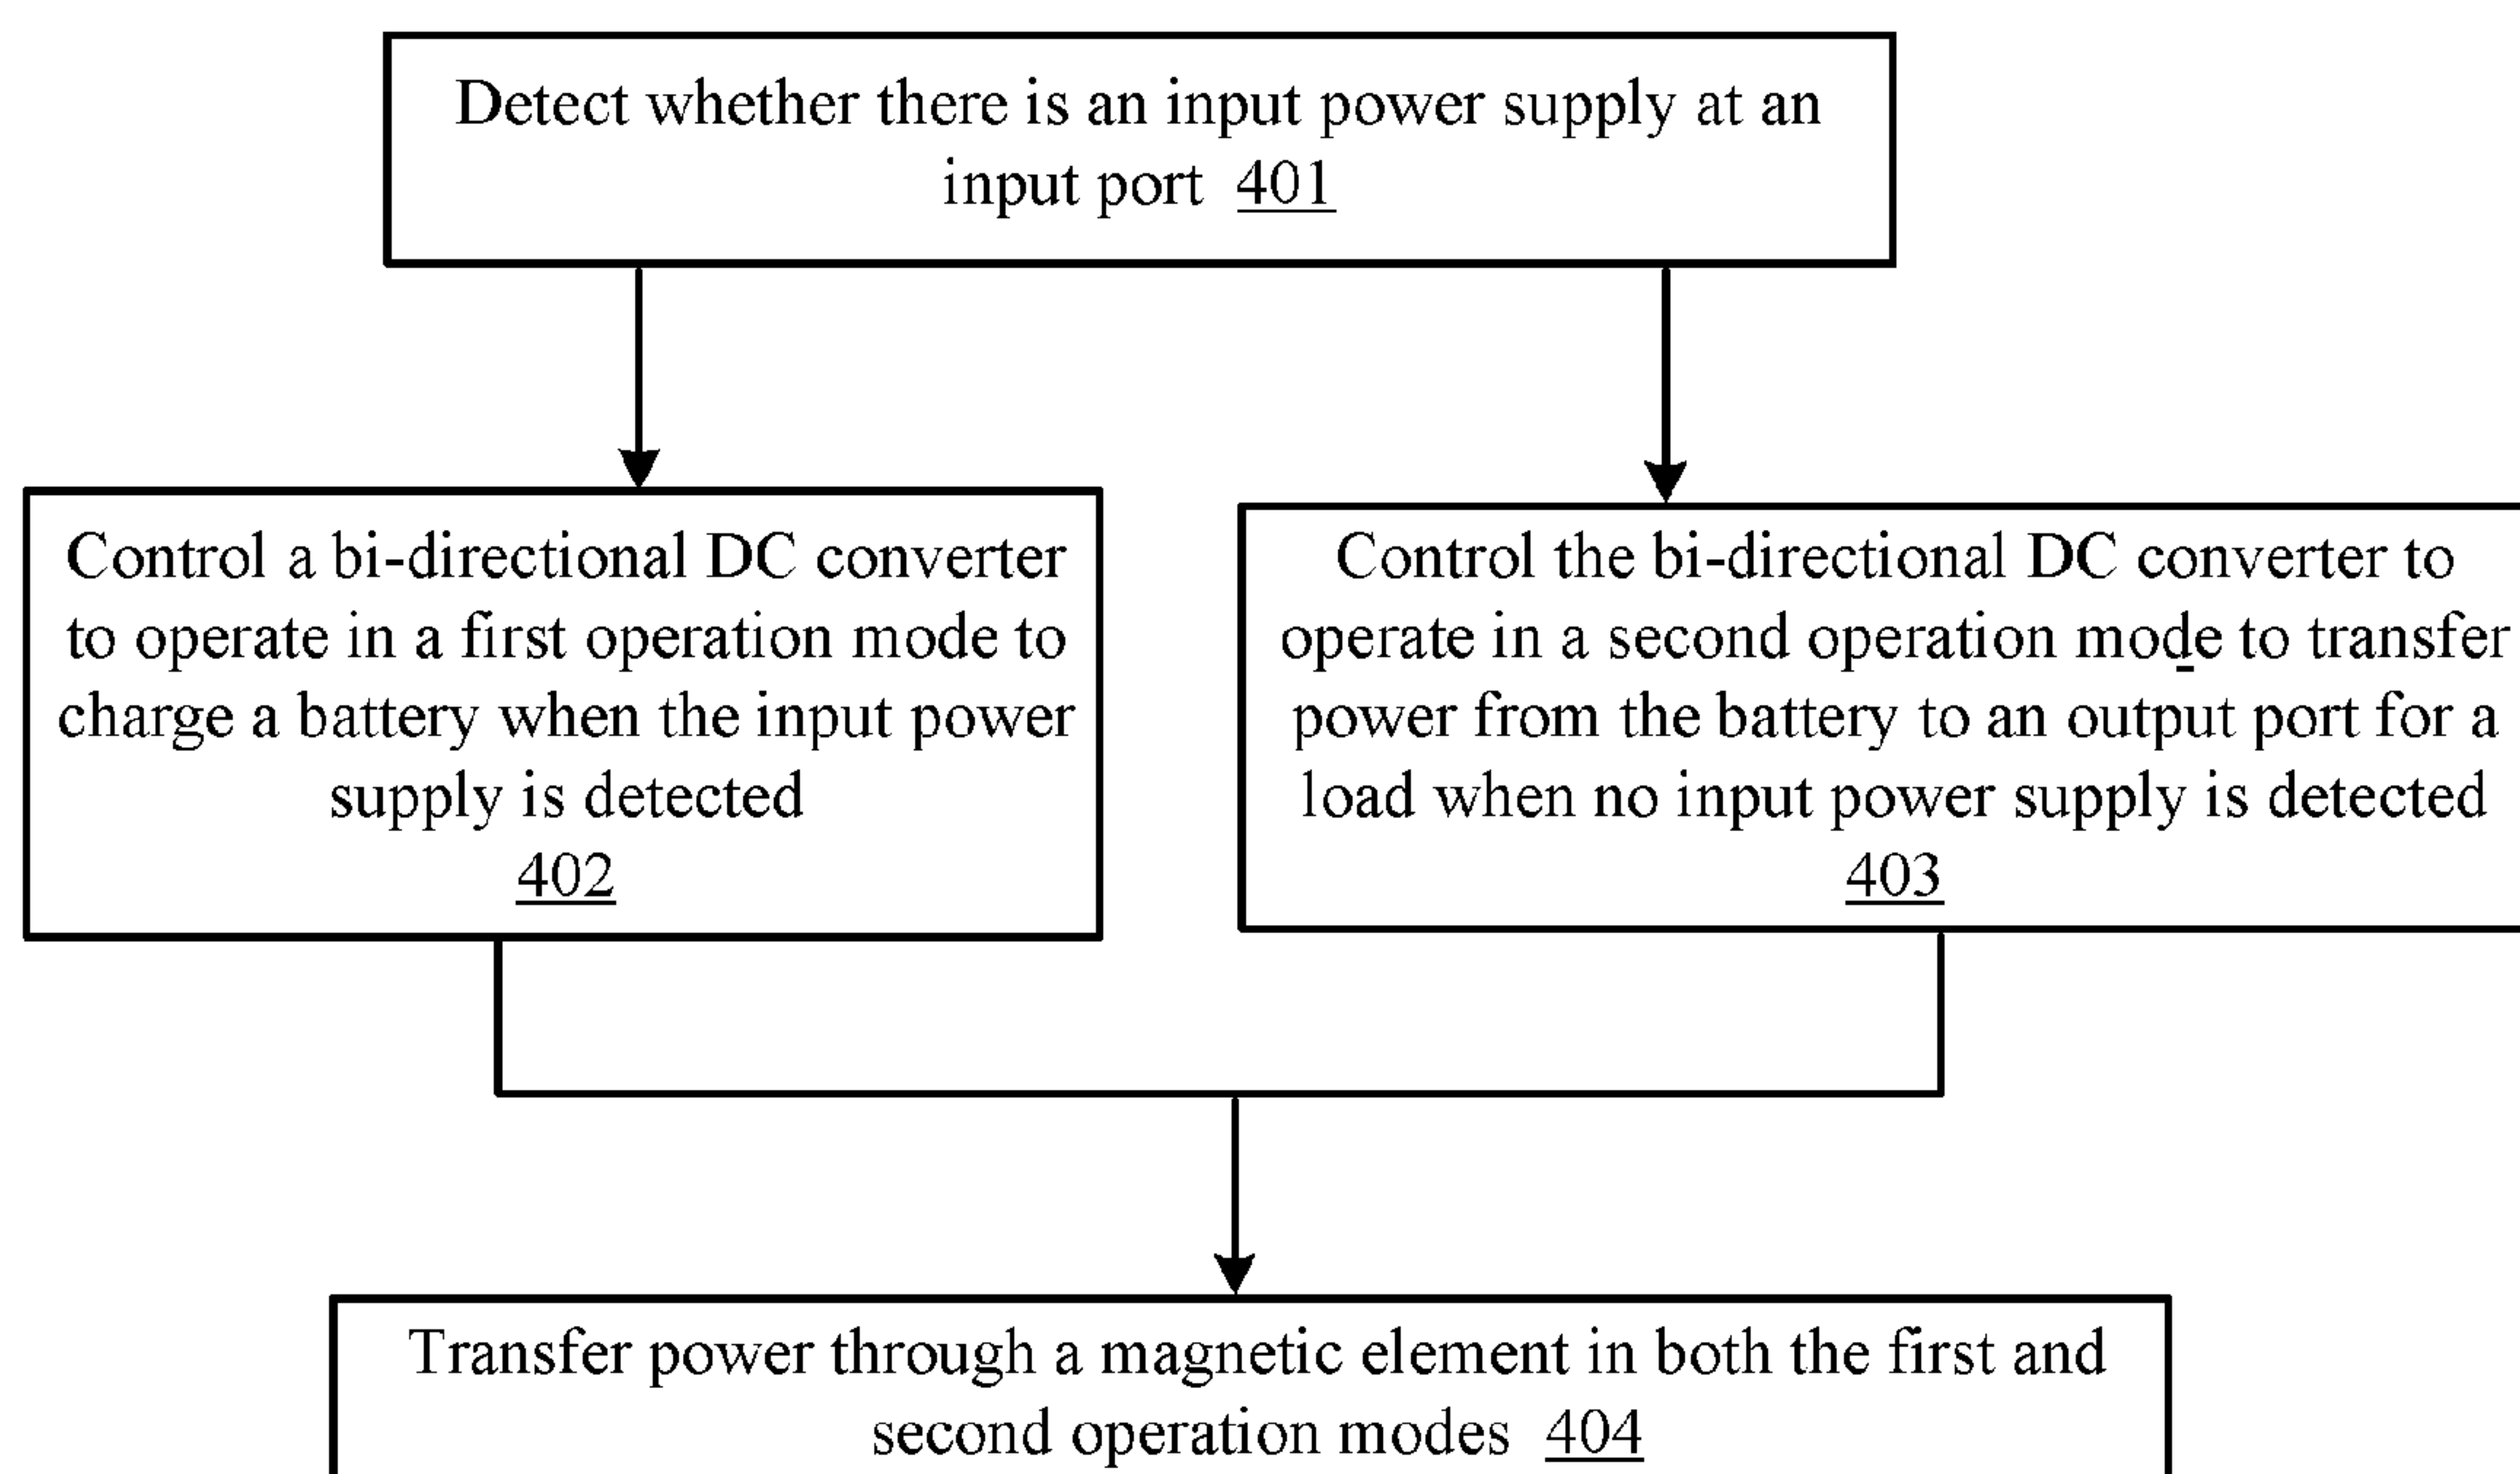 Detect whether there is an input power supply at an
input port 401
Control a bi-directional DC converter
to operate in a first operation mode to
charge a battery when the input power
supply is detected
402
Control the bi-directional DC converter to
operate in a second operation mode to transfer
power from the battery to an output port for a
load when no input power supply is detected
403
Transfer power through a magnetic element in both the first and
second operation modes 404